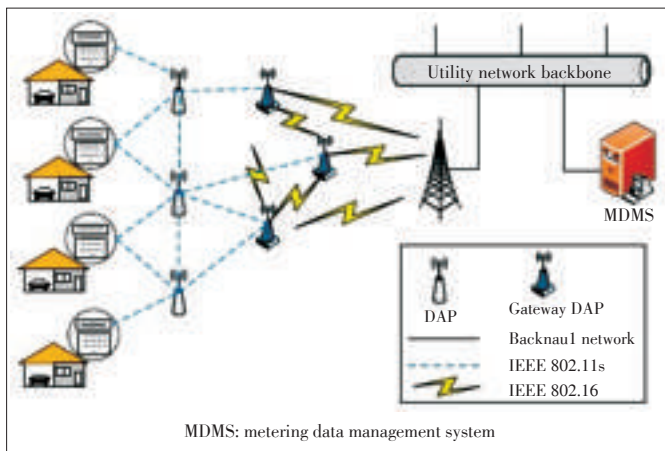 Utility network backbone
MDMS
DAP
Gateway DAP
Backnau1 network
IEEE 802.11s
IEEE 802.16
MDMS: metering data management system